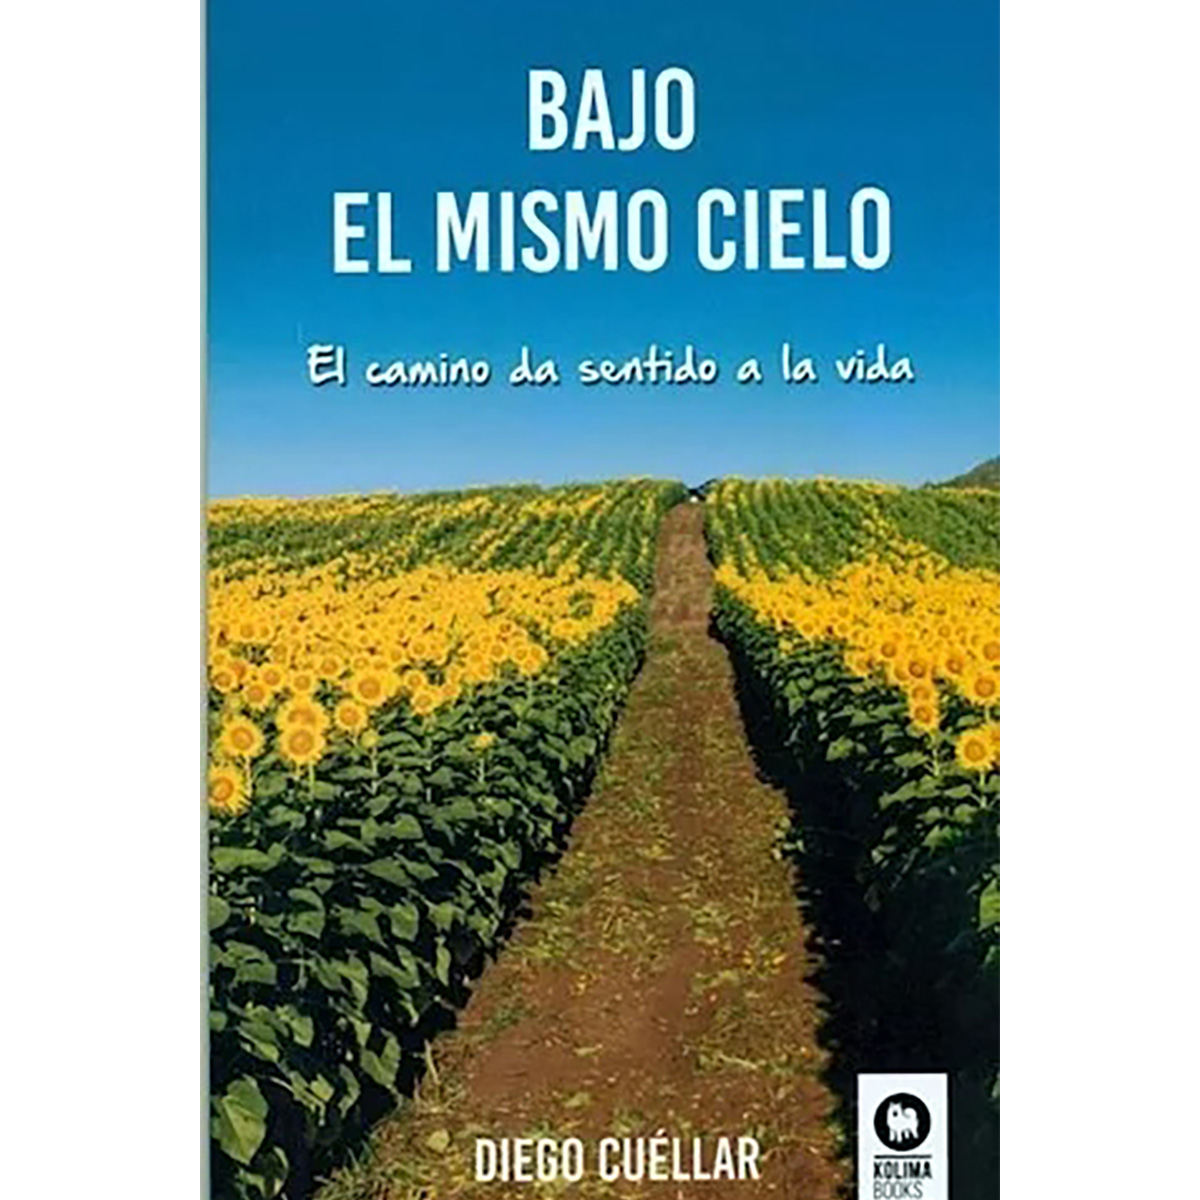 BAJO
EL MISMO CIELO
El camino da sentido a la vida
DIEGO CUÉLLAR
KOLIMA
BOOKS